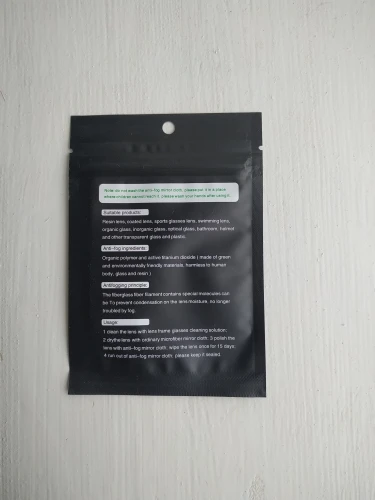 Note: do not wash the anti-fog mirror cloth, please put it in a place
where children cannot reach it, please wash your hands after using it
Suitable products:
Resin lens, coated lens, sports glasses lens, swimming lens,
organic glass, inorganic glass, optical glass, bathroom, helmet
and other transparent glass and plastic.
Anti-fog ingredients:
Organic polymer and active titanium dioxide ( made of green
and environmentally friendly materials, harmless to human
body, glass and resin )
Antifogging principle:
The fiberglass fiber filament contains special molecules can
be To prevent condensation on the lens moisture, no longer
troubled by fog.
Usage:
1 clean the lens with lens frame glasses cleaning solution;
2 drythe lens with ordinary microfiber mirror cloth; 3 polish the
lens with anti-fog mirror cloth wipe the lens once for 15 days;
4 run out of anti-fog mirror cloth, please keep it sealed.